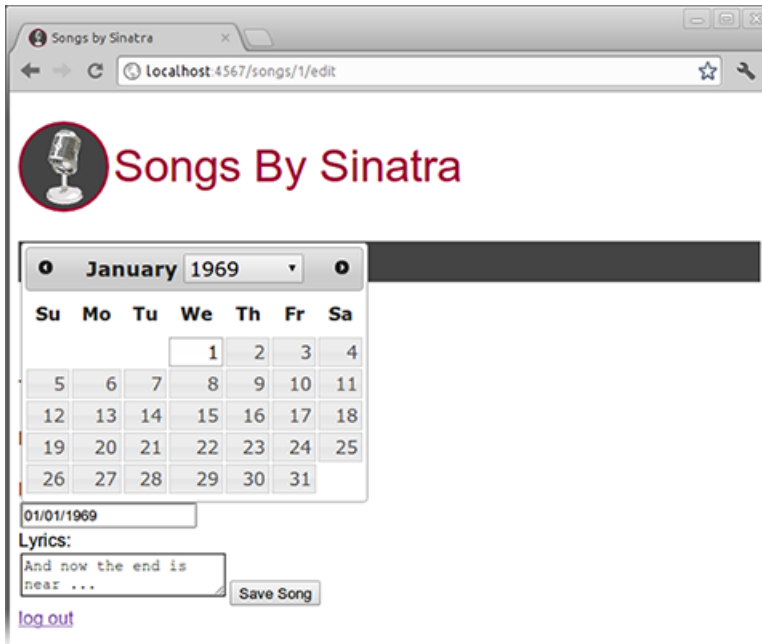 Songs by Sinatra
localhost:4567/songs/1/edit
Songs By Sinatra
January 1969
Su Mo Tu We Th Fr Sa
1 2 3 4
5 6 7 8 9 10 11
12 13 14 15 16 17 18
19 20 21 22 23 24 25
26 27 28 29 30 31
01/01/1969
Lyrics:
And now the end is
near ...
Save Song
log out